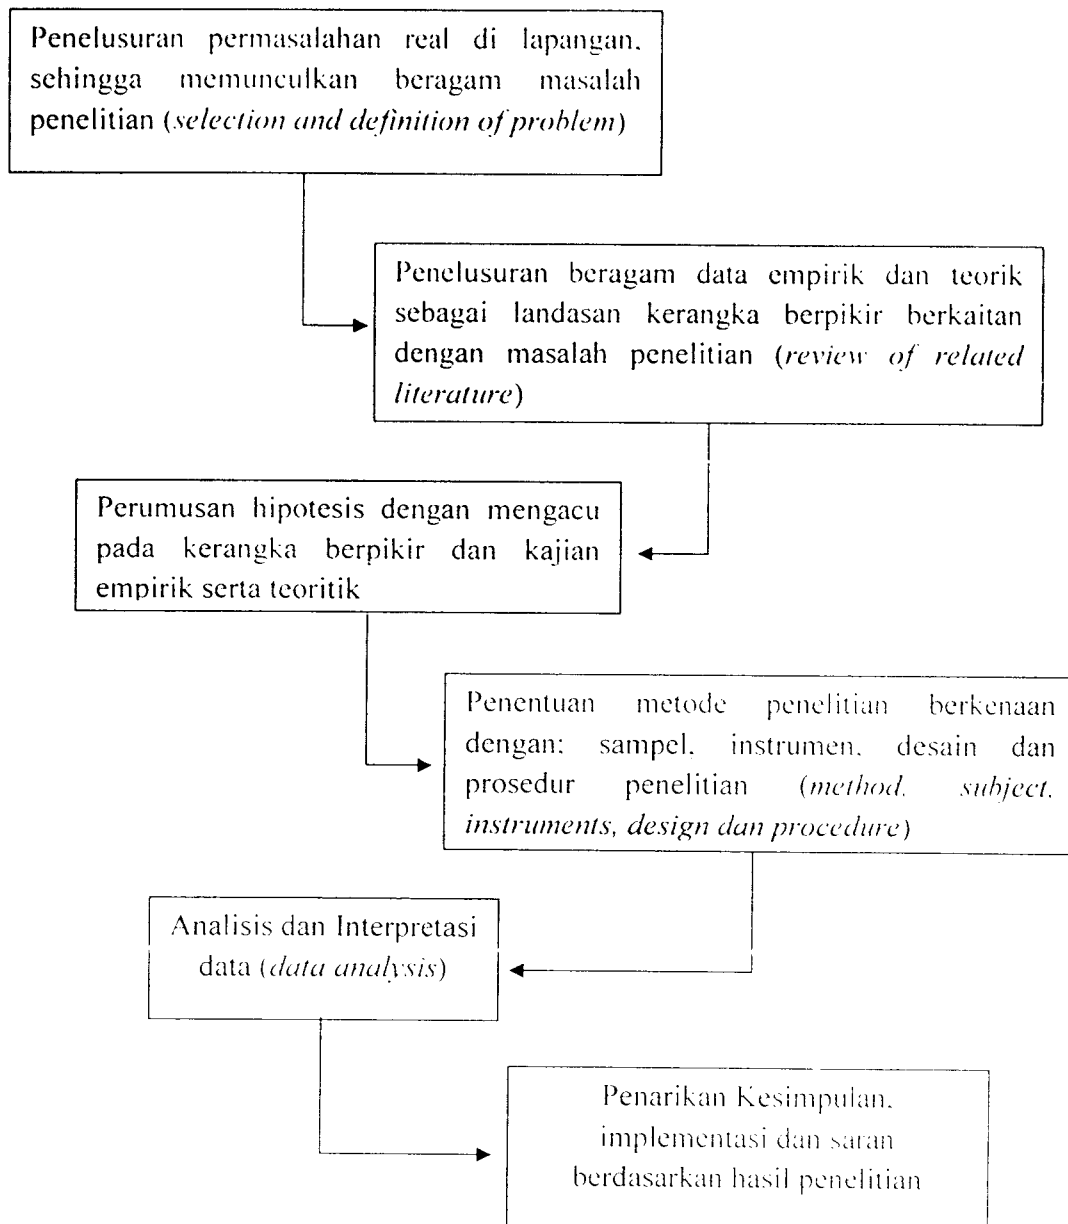 Penelusuran permasalahan real di lapangan,
sehingga memunculkan beragam masalah
penelitian (selection and definition of problem)
Penelusuran beragam data empirik dan teorik
sebagai landasan kerangka berpikir berkaitan
dengan masalah penelitian (review of related
literature)
Perumusan hipotesis dengan mengacu
pada kerangka berpikir dan kajian
empirik serta teoritik
Penentuan metode penelitian berkenaan
dengan; sampel, instrumen, desain dan
prosedur penelitian (method, subject,
instruments, design dan procedure)
Analisis dan Interpretasi
data (data analysis)
Penarikan Kesimpulan,
implementasi dan saran
berdasarkan hasil penelitian